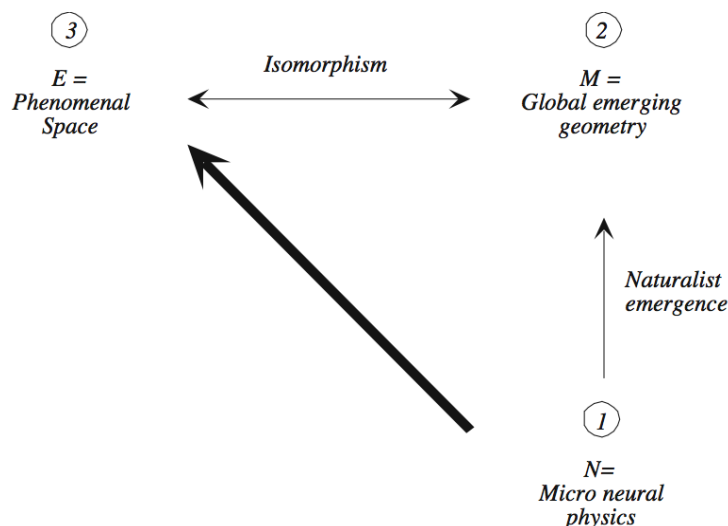 3
E =
Phenomenal
Space
Isomorphism
2
M =
Global emerging
geometry
Naturalist
emergence
1
N=
Micro neural
physics